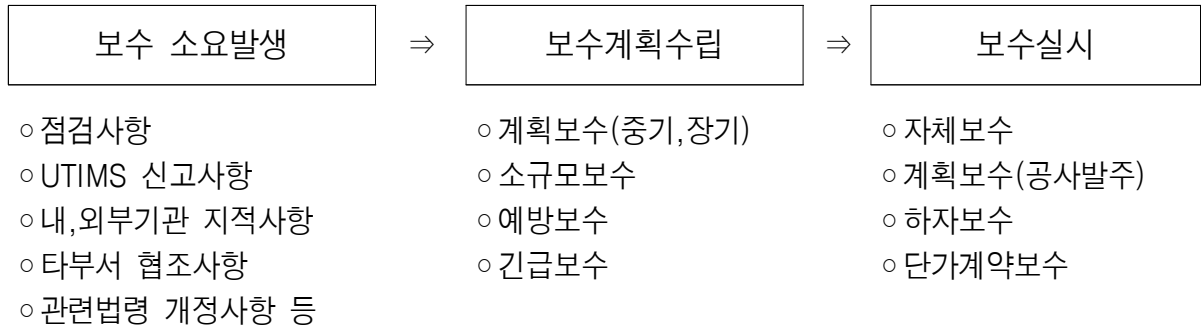 보수 소요발생 ⇒ 보수계획수립 ⇒ 보수실시
○점검사항
○UTIMS 신고사항
○내,외부기관 지적사항
○타부서 협조사항
○관련법령 개정사항 등
○계획보수(중기,장기)
○소규모보수
○예방보수
○긴급보수
○자체보수
○계획보수(공사발주)
○하자보수
○단가계약보수